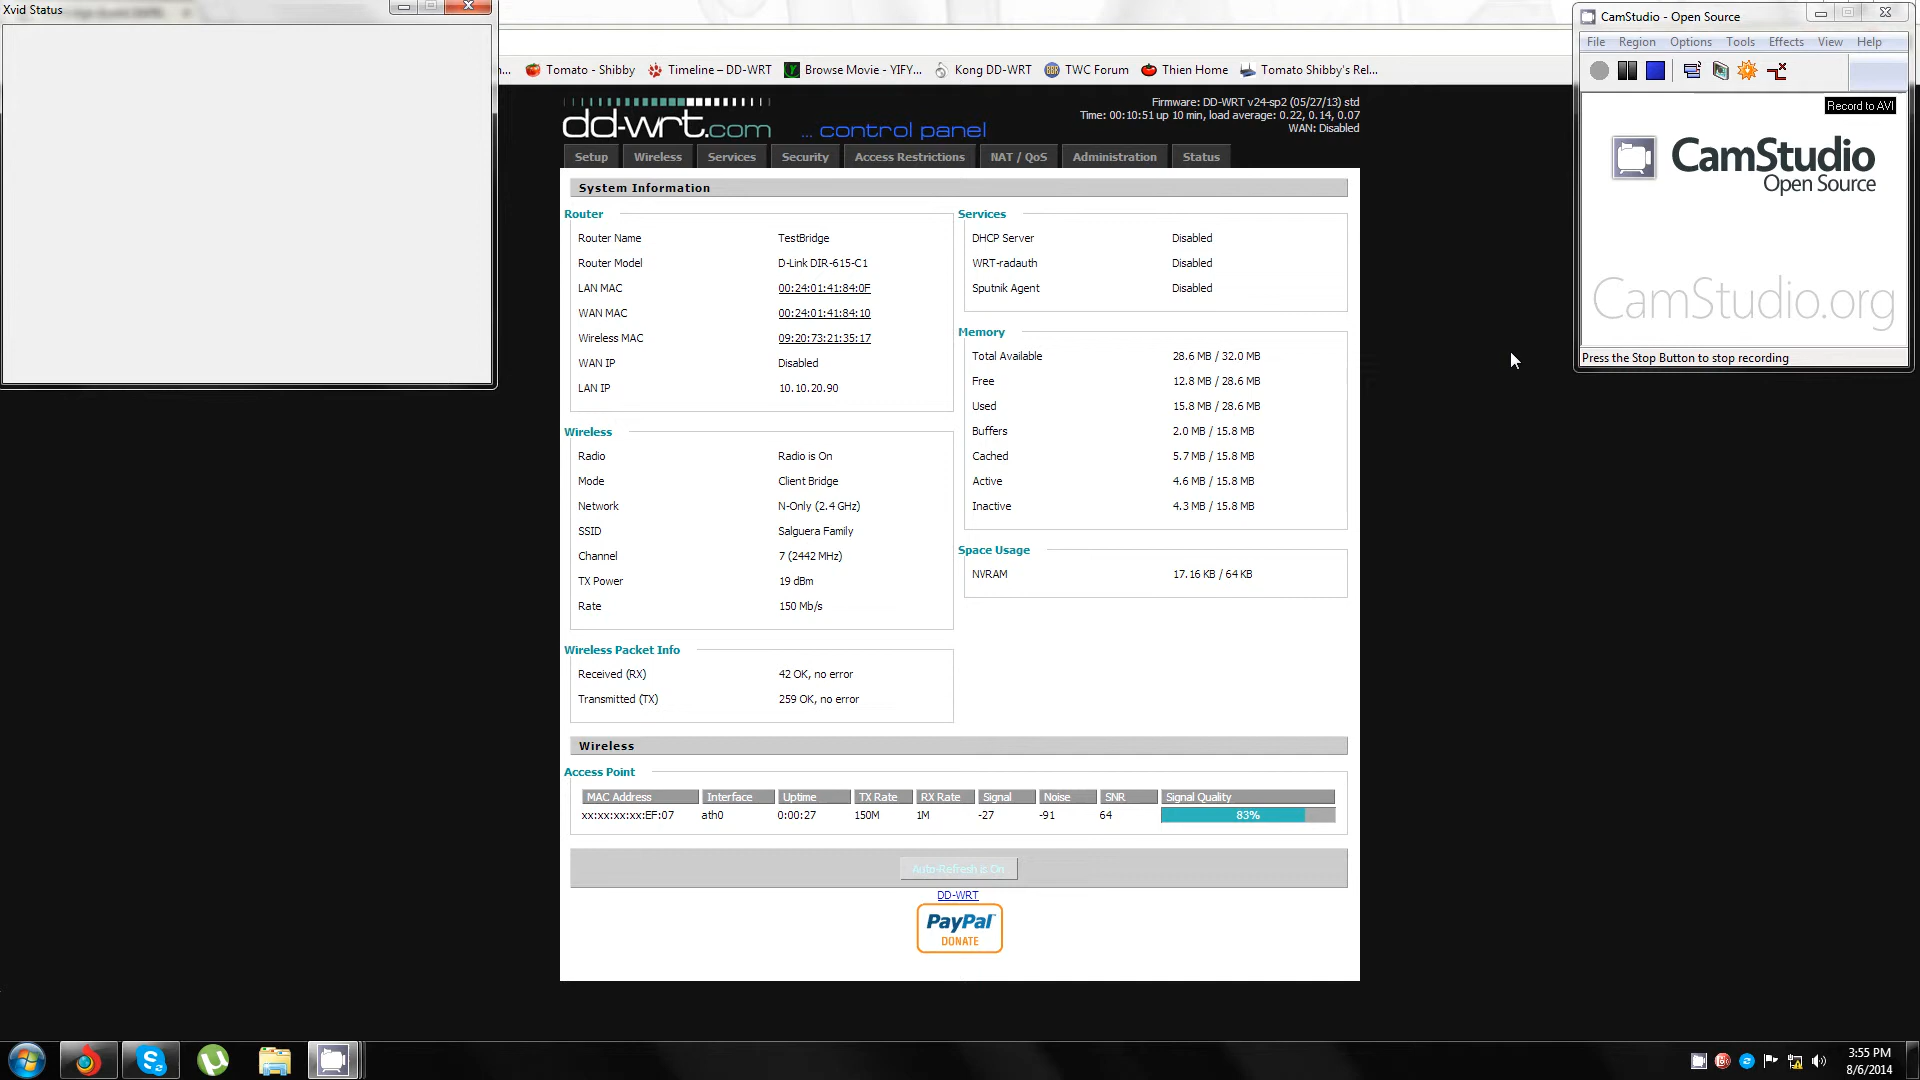 Xvid Status
Tomato - Shibby
Timeline – DD-WRT
Browse Movie - YIFY...
Kong DD-WRT
TWC Forum
Thien Home
Tomato Shibby's Rel...
CamStudio - Open Source
File Region Options Tools Effects View Help
Record to AVI
CamStudio
Open Source
CamStudio.org
Press the Stop Button to stop recording
dd-wrt.com ... control panel
Firmware: DD-WRT v24-sp2 (05/27/13) std
Time: 00:10:51 up 10 min, load average: 0.22, 0.14, 0.07
WAN: Disabled
Setup Wireless Services Security Access Restrictions NAT / QoS Administration Status
System Information
Router
Router Name TestBridge
Router Model D-Link DIR-615-C1
LAN MAC 00:24:01:41:84:0F
WAN MAC 00:24:01:41:84:10
Wireless MAC 09:20:73:21:35:17
WAN IP Disabled
LAN IP 10.10.20.90
Wireless
Radio Radio is On
Mode Client Bridge
Network N-Only (2.4 GHz)
SSID Salguera Family
Channel 7 (2442 MHz)
TX Power 19 dBm
Rate 150 Mb/s
Wireless Packet Info
Received (RX) 42 OK, no error
Transmitted (TX) 259 OK, no error
Services
DHCP Server Disabled
WRT-radauth Disabled
Sputnik Agent Disabled
Memory
Total Available 28.6 MB / 32.0 MB
Free 12.8 MB / 28.6 MB
Used 15.8 MB / 28.6 MB
Buffers 2.0 MB / 15.8 MB
Cached 5.7 MB / 15.8 MB
Active 4.6 MB / 15.8 MB
Inactive 4.3 MB / 15.8 MB
Space Usage
NVRAM 17.16 KB / 64 KB
Wireless
Access Point
MAC Address Interface Uptime TX Rate RX Rate Signal Noise SNR Signal Quality
xx:xx:xx:xx:EF:07 ath0 0:00:27 150M 1M -27 -91 64 83%
Auto-Refresh is On
DD-WRT
PayPal
DONATE
3:55 PM
8/6/2014